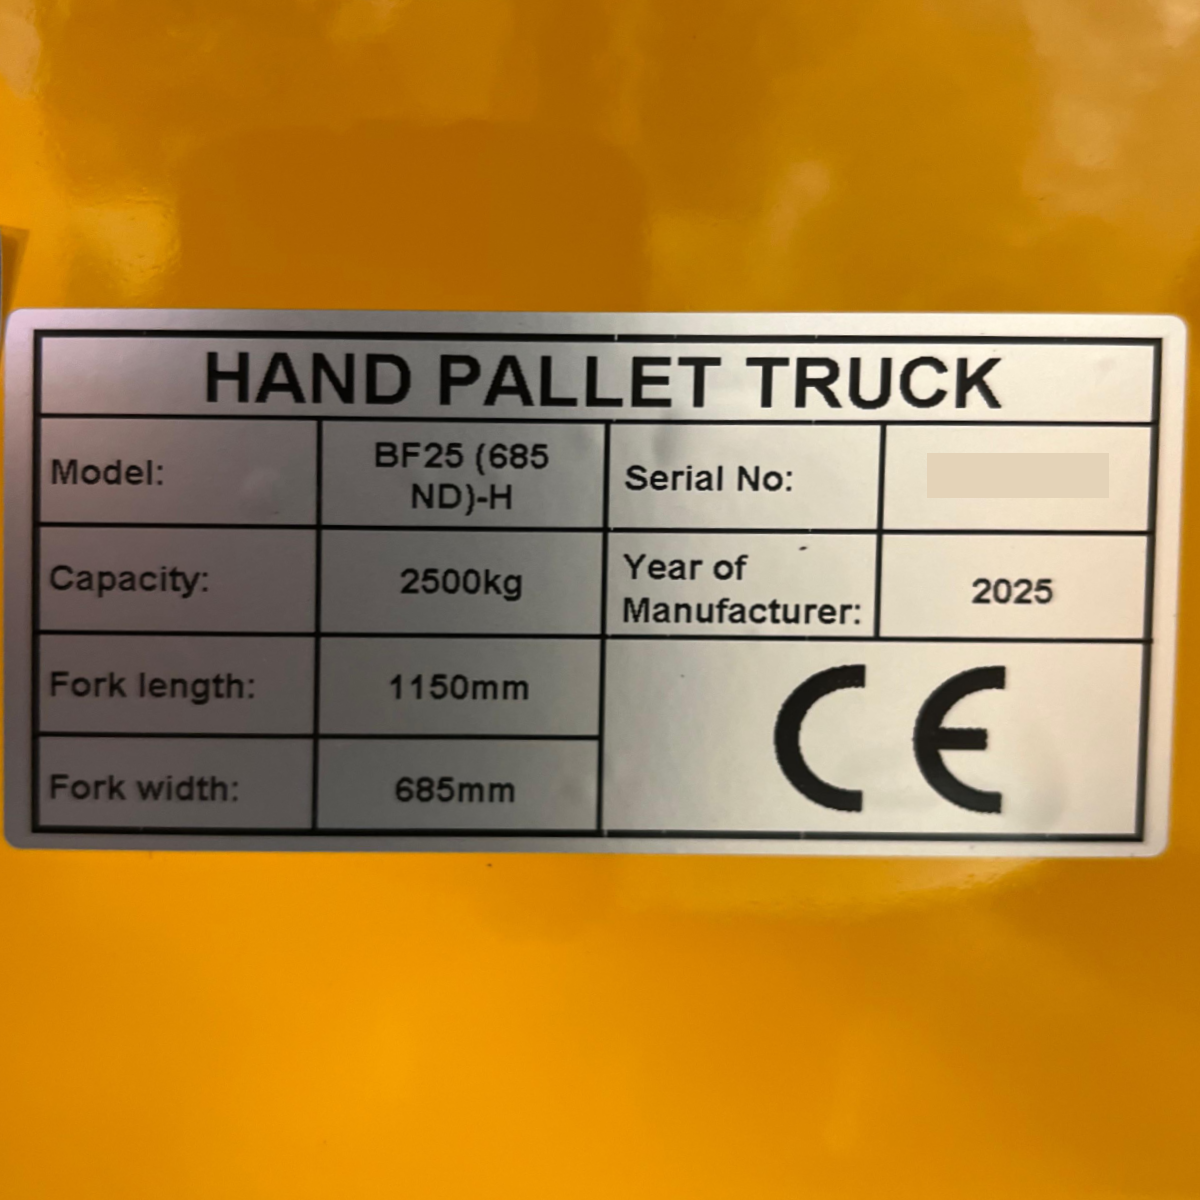 HAND PALLET TRUCK
Model:
BF25 (685
ND)-H
Serial No:
Capacity:
2500kg
Year of
Manufacturer:
2025
Fork length:
1150mm
CE
Fork width:
685mm